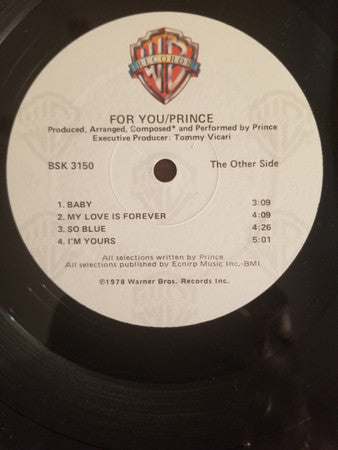 WB
RECORDS
FOR YOU/PRINCE
Produced, Arranged, Composed* and Performed by Prince
Executive Producer: Tommy Vicari
BSK 3150 The Other Side
1. BABY 3:09
2. MY LOVE IS FOREVER 4:09
3. SO BLUE 4:26
4. I'M YOURS 5:01
All selections written by Prince
All selections published by Ecnirp Music Inc.-BMI
©1978 Warner Bros. Records Inc.